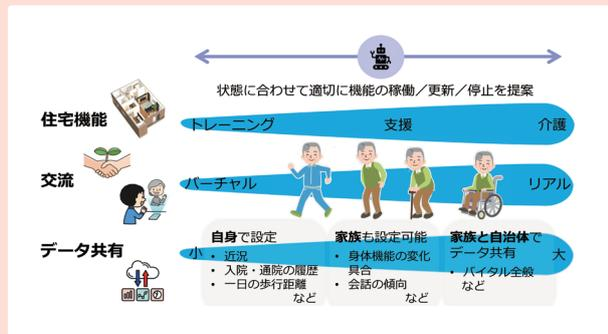 状態に合わせて適切に機能の稼働／更新／停止を提案
住宅機能
トレーニング 支援 介護
交流
バーチャル リアル
データ共有
小 大
自身で設定
• 近況
• 入院・通院の履歴
• 一日の歩行距離
など
家族も設定可能
• 身体機能の変化
具合
• 会話の傾向
など
家族と自治体で
データ共有
• バイタル全般
など